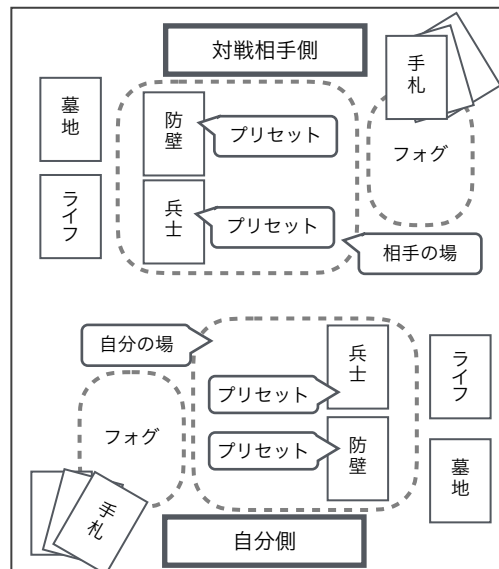 対戦相手側
手札
墓地
防壁
プリセット
フォグ
ライフ
兵士
プリセット
相手の場
自分の場
兵士
ライフ
プリセット
フォグ
プリセット
防壁
墓地
手札
自分側